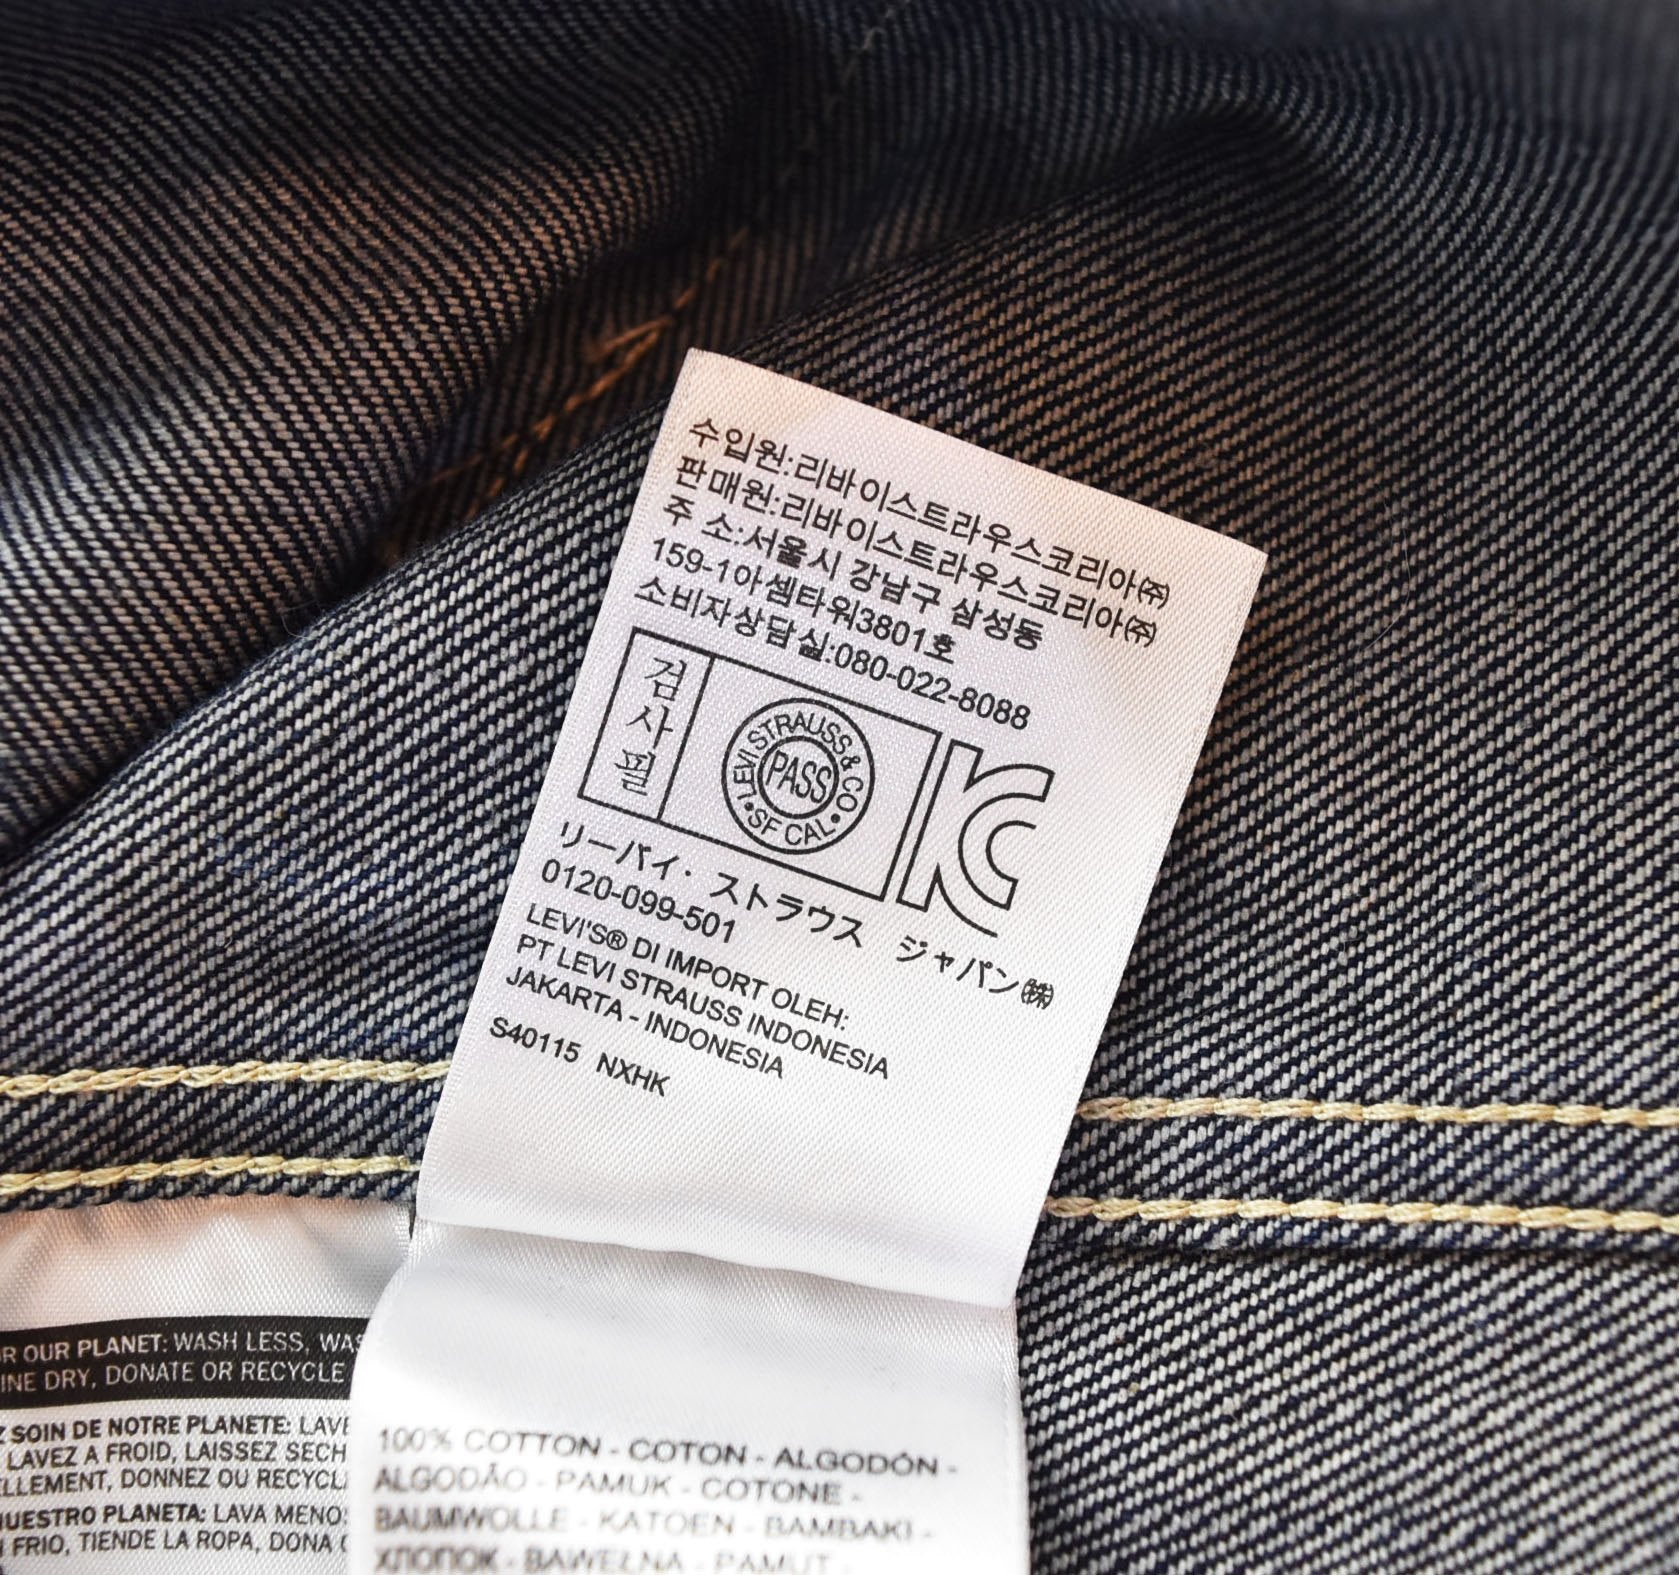 수입원:리바이스트라우스코리아㈜
판매원:리바이스트라우스코리아㈜
주 소:서울시 강남구 삼성동
159-1아셈타워3801호
소비자상담실:080-022-8088
검사필
LEVI STRAUSS & CO
PASS
•SF CAL•
KC
リーバイ・ストラウス ジャパン㈱
0120-099-501
LEVI'S® DI IMPORT OLEH:
PT LEVI STRAUSS INDONESIA
JAKARTA - INDONESIA
S40115 NXHK
R OUR PLANET: WASH LESS, WAS
INE DRY, DONATE OR RECYCLE
Z SOIN DE NOTRE PLANETE: LAVE
LAVEZ A FROID, LAISSEZ SECH
ELLEMENT, DONNEZ OU RECYCL
UESTRO PLANETA: LAVA MENO
FRIO, TIENDE LA ROPA, DONA
100% COTTON - COTON - ALGODÓN -
ALGODÃO - PAMUK - COTONE -
BAUMWOLLE - KATOEN - BAMBAKI -
ХЛОПОК - BAWEŁNA - PAMUT -